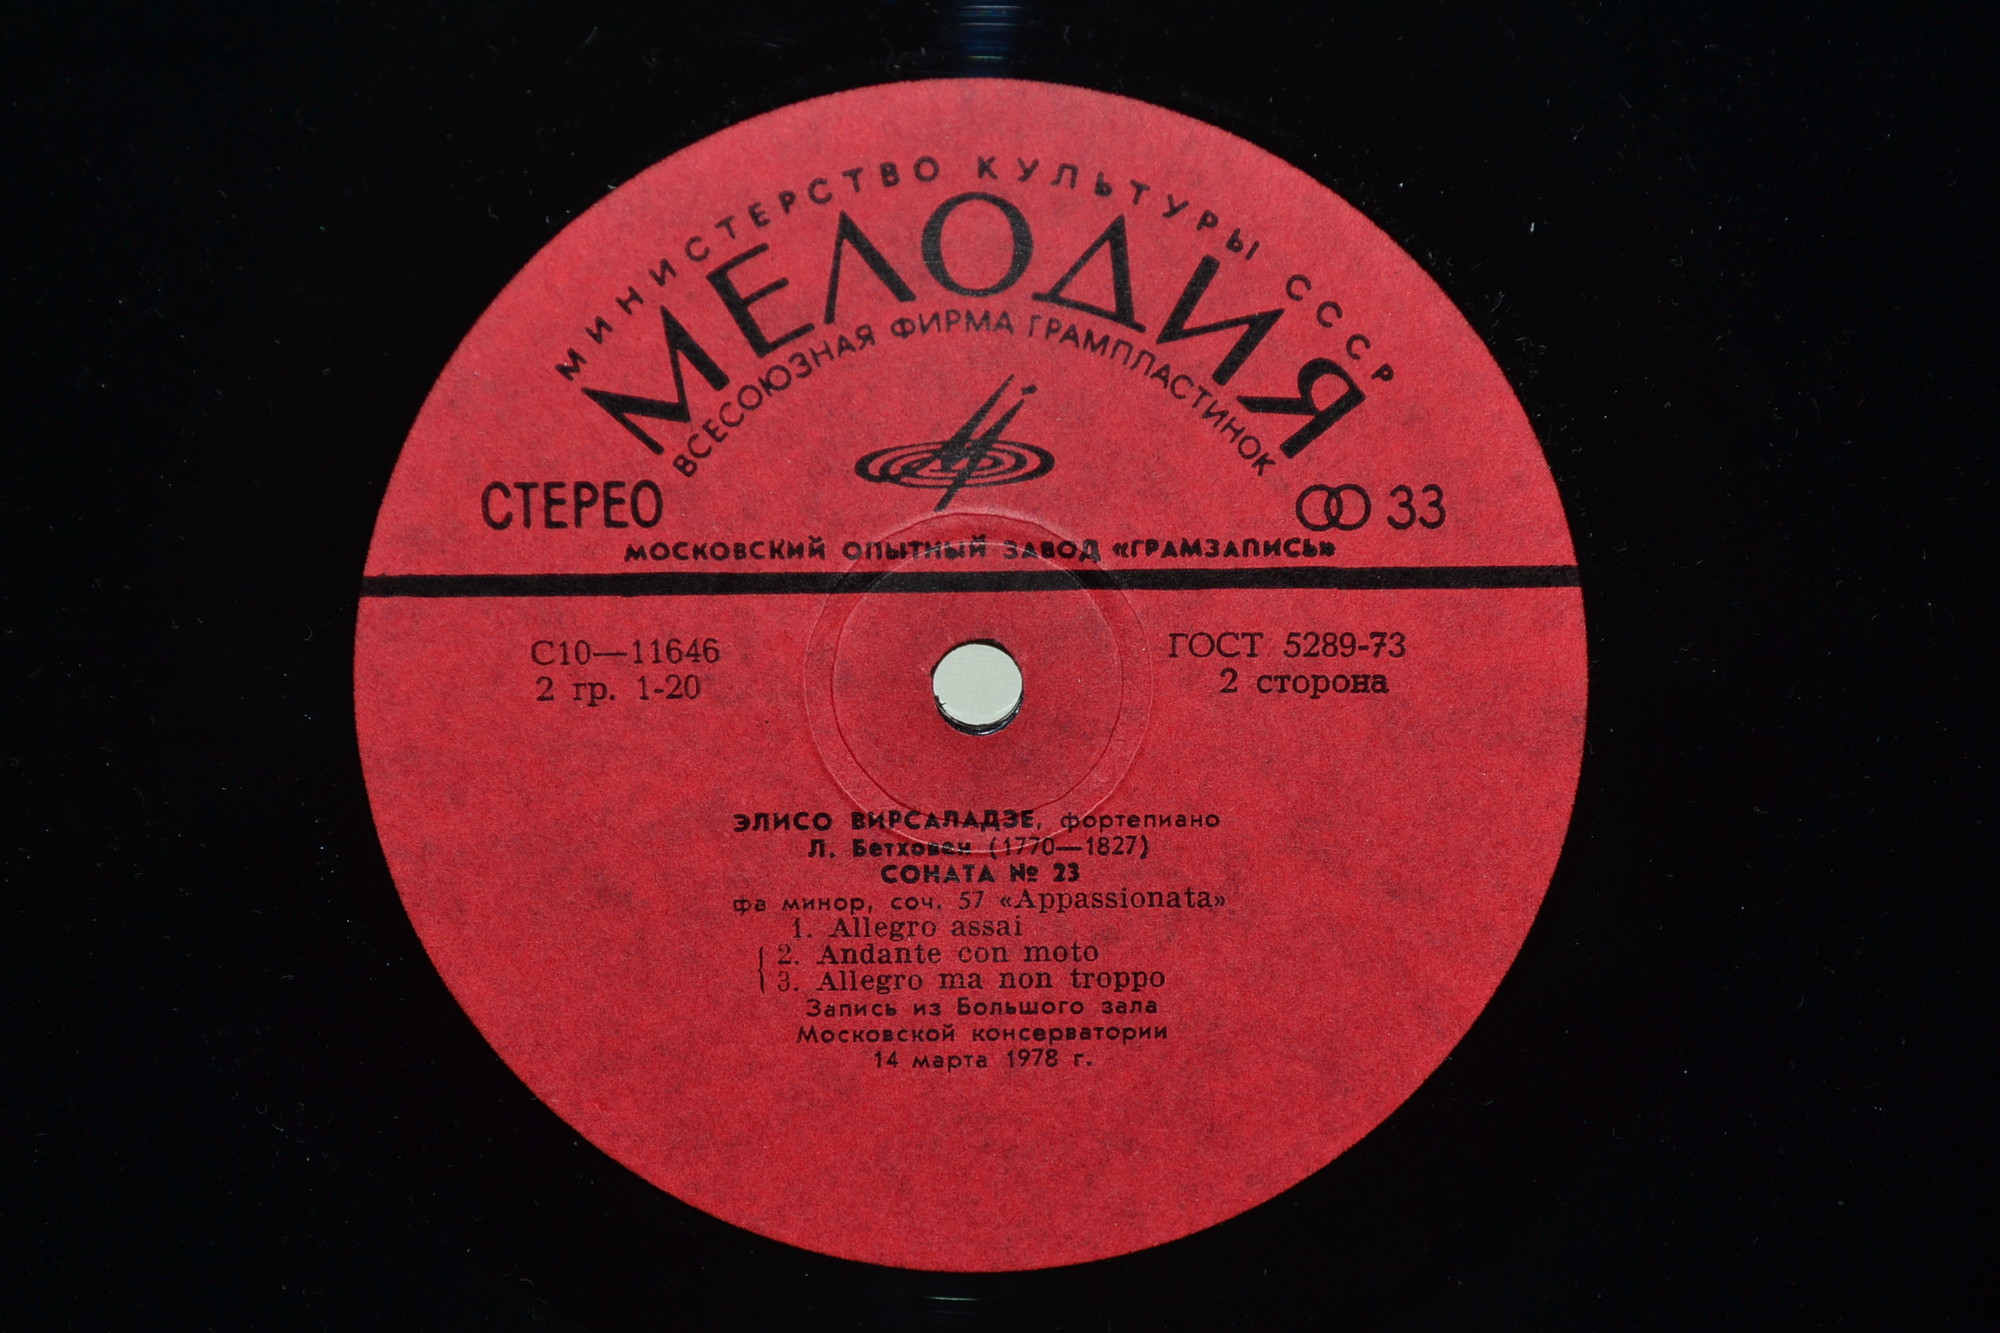 МИНИСТЕРСТВО КУЛЬТУРЫ СССР
МЕЛОДИЯ
ВСЕСОЮЗНАЯ ФИРМА ГРАМПЛАСТИНОК
СТЕРЕО
33
МОСКОВСКИЙ ОПЫТНЫЙ ЗАВОД «ГРАМЗАПИСЬ»
С10—11646
2 гр. 1-20
ГОСТ 5289-73
2 сторона
ЭЛИСО ВИРСАЛАДЗЕ, фортепиано
Л. Бетховен (1770—1827)
СОНАТА № 23
фа минор, соч. 57 «Appassionata»
1. Allegro assai
2. Andante con moto
3. Allegro ma non troppo
Запись из Большого зала
Московской консерватории
14 марта 1978 г.